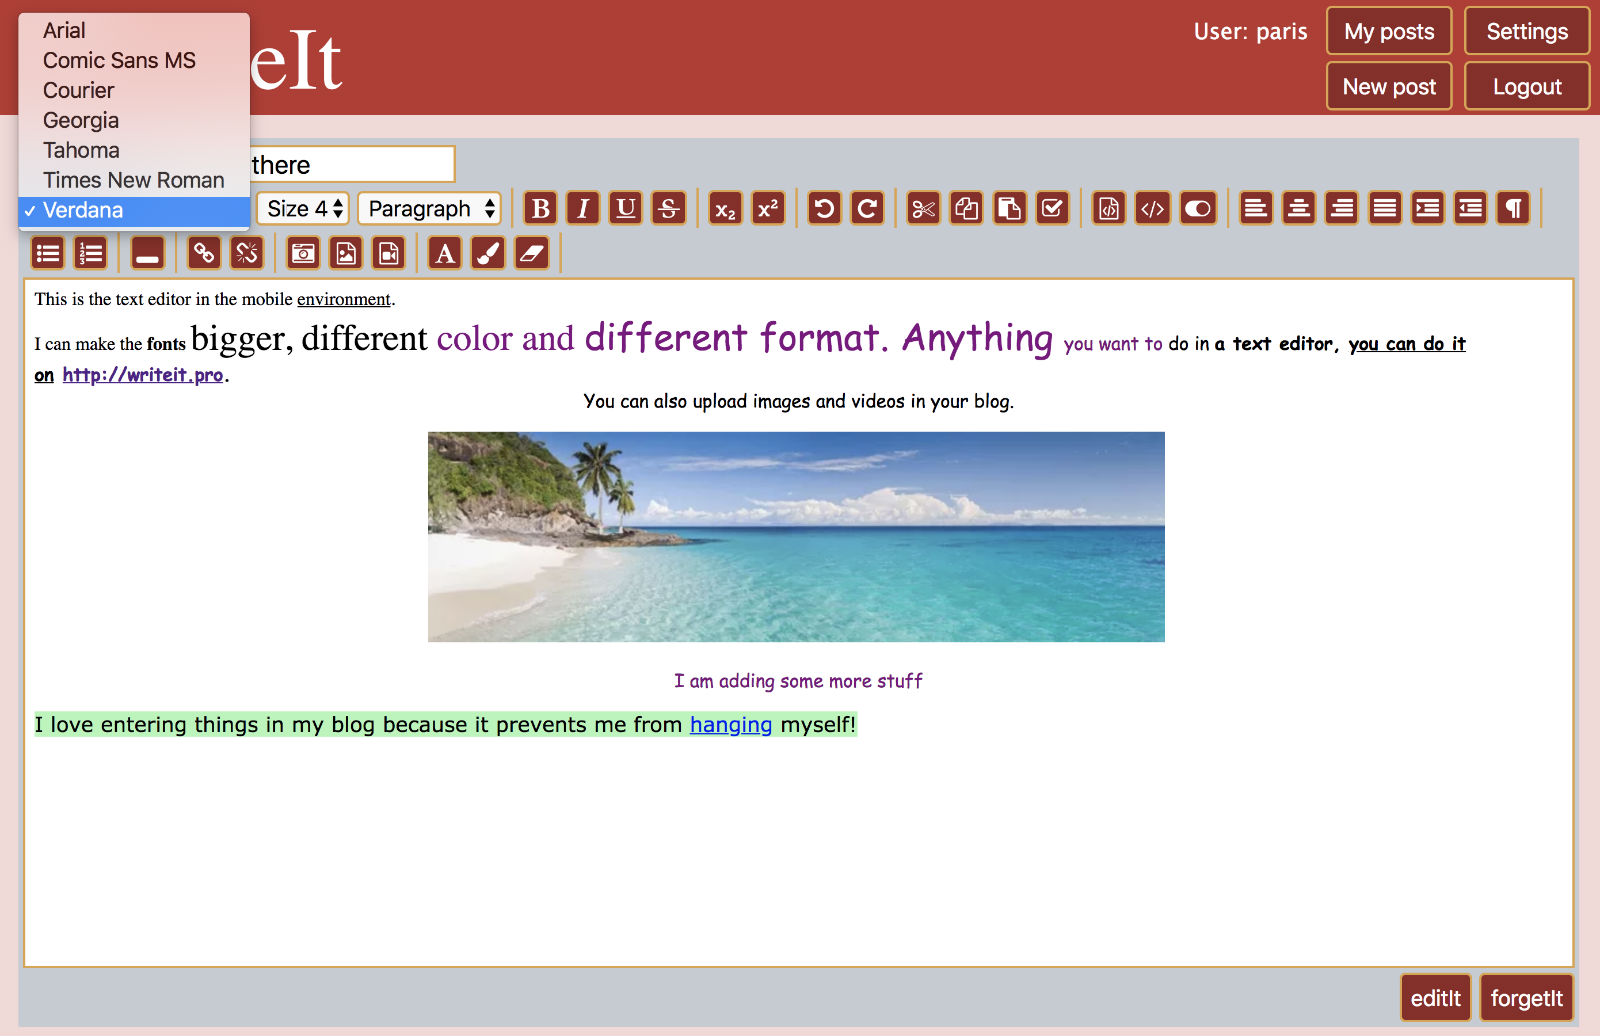 Arial
Comic Sans MS
Courier
Georgia
Tahoma
Times New Roman
✓ Verdana
eIt
User: paris
My posts
Settings
New post
Logout
there
Size 4
Paragraph
B I U S x₂ x²
A
This is the text editor in the mobile environment.
I can make the fonts bigger, different color and different format. Anything you want to do in a text editor, you can do it
on http://writeit.pro.
You can also upload images and videos in your blog.
I am adding some more stuff
I love entering things in my blog because it prevents me from hanging myself!
editIt
forgetIt